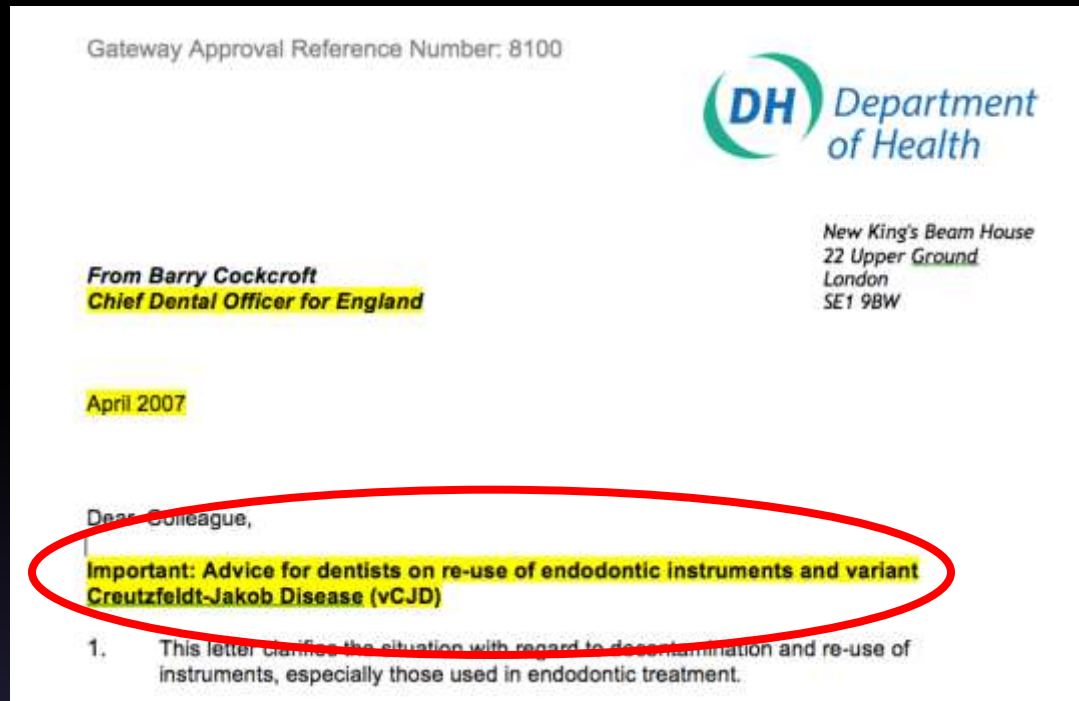 Gateway Approval Reference Number: 8100
DH Department
of Health
New King's Beam House
22 Upper Ground
London
SE1 9BW
From Barry Cockcroft
Chief Dental Officer for England
April 2007
Dear Colleague,
Important: Advice for dentists on re-use of endodontic instruments and variant
Creutzfeldt-Jakob Disease (vCJD)
1. This letter clarifies the situation with regard to decontamination and re-use of
instruments, especially those used in endodontic treatment.